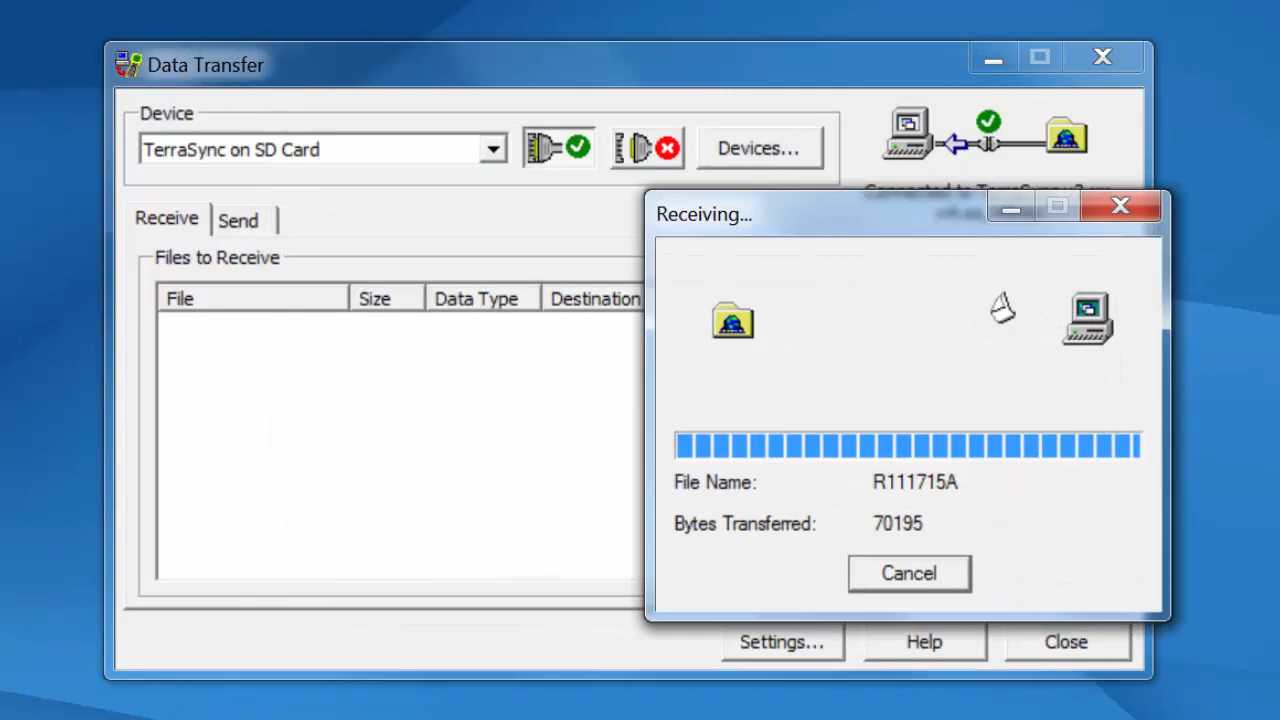 Data Transfer
Device
TerraSync on SD Card
Devices...
Receive
Send
Files to Receive
File
Size
Data Type
Destination
Receiving...
File Name:
R111715A
Bytes Transferred:
70195
Cancel
Settings...
Help
Close